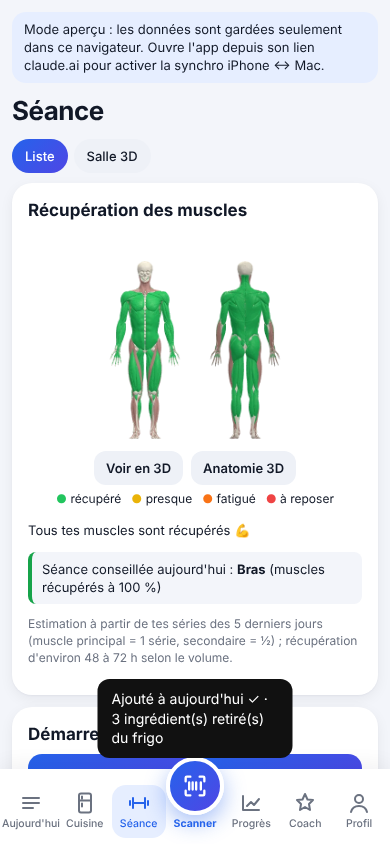 Mode aperçu : les données sont gardées seulement
dans ce navigateur. Ouvre l'app depuis son lien
claude.ai pour activer la synchro iPhone ↔ Mac.
Séance
Liste
Salle 3D
Récupération des muscles
Voir en 3D
Anatomie 3D
récupéré
presque
fatigué
à reposer
Tous tes muscles sont récupérés 💪
Séance conseillée aujourd'hui : Bras (muscles
récupérés à 100 %)
Estimation à partir de tes séries des 5 derniers jours
(muscle principal = 1 série, secondaire = ½) ; récupération
d'environ 48 à 72 h selon le volume.
Ajouté à aujourd'hui ✓ ·
3 ingrédient(s) retiré(s)
du frigo
Aujourd'hui
Cuisine
Séance
Scanner
Progrès
Coach
Profil